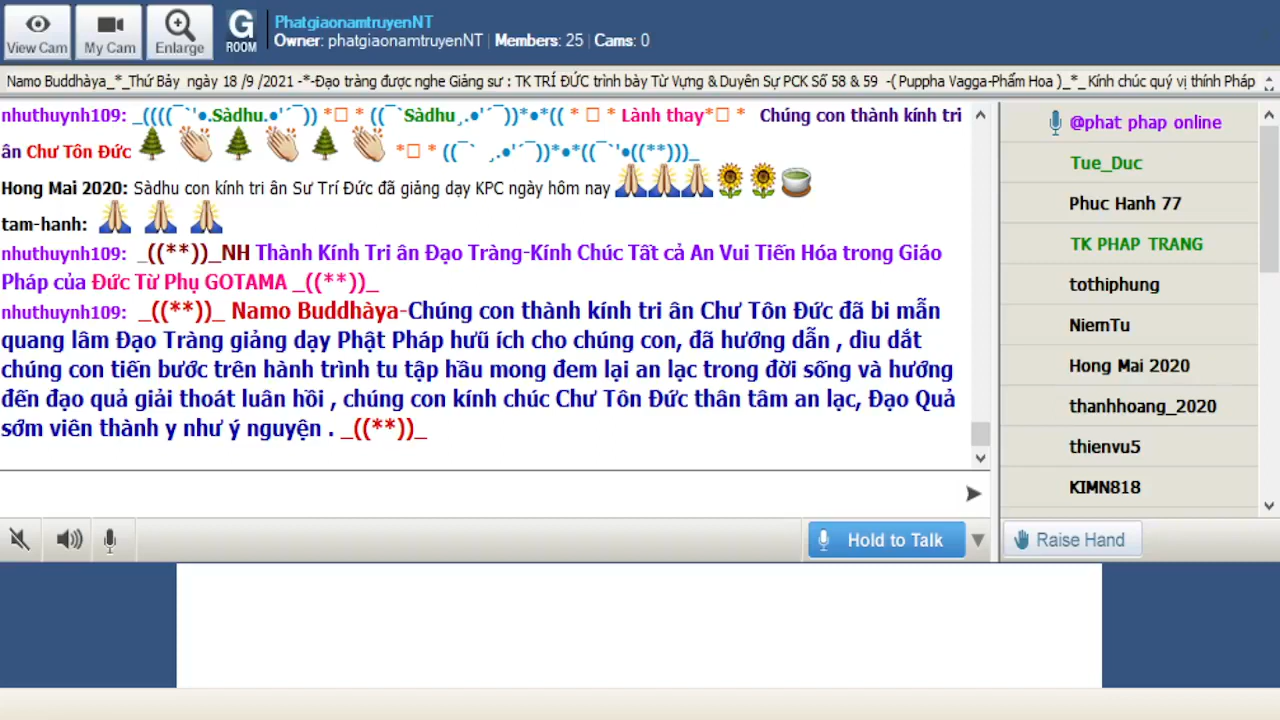 View Cam
My Cam
Enlarge
G
ROOM
PhatgiaonamtruyenNT
Owner: phatgiaonamtruyenNT | Members: 25 | Cams: 0
Namo Buddhàya_*_Thứ Bảy ngày 18 /9 /2021 -*-Đạo tràng được nghe Giảng sư : TK TRÍ ĐỨC trình bày Từ Vựng & Duyên Sự PCK Số 58 & 59 -( Puppha Vagga-Phẩm Hoa )_*_ Kính chúc quý vị thính Pháp
nhuthuynh109: _((((¯`'•.Sàdhu.•'´¯)) *□ * ((¯`Sàdhu¸.•'´¯))*•*(( * □ * Lành thay*□ * Chúng con thành kính tri
ân Chư Tôn Đức 🌲 👏 🌲 👏 🌲 👏 *□ * ((¯` ¸.•'´¯))*•*((¯`'•((**)))_
Hong Mai 2020: Sàdhu con kính tri ân Sư Trí Đức đã giảng dạy KPC ngày hôm nay 🙏🙏🙏🌻🌻🍵
tam-hanh: 🙏 🙏 🙏
nhuthuynh109: _((**))_NH Thành Kính Tri ân Đạo Tràng-Kính Chúc Tất cả An Vui Tiến Hóa trong Giáo
Pháp của Đức Từ Phụ GOTAMA _((**))_
nhuthuynh109: _((**))_ Namo Buddhàya-Chúng con thành kính tri ân Chư Tôn Đức đã bi mẫn
quang lâm Đạo Tràng giảng dạy Phật Pháp hưũ ích cho chúng con, đã hướng dẫn , dìu dắt
chúng con tiến bước trên hành trình tu tập hầu mong đem lại an lạc trong đời sống và hướng
đến đạo quả giải thoát luân hồi , chúng con kính chúc Chư Tôn Đức thân tâm an lạc, Đạo Quả
sớm viên thành y như ý nguyện . _((**))_
@phat phap online
Tue_Duc
Phuc Hanh 77
TK PHAP TRANG
tothiphung
NiemTu
Hong Mai 2020
thanhhoang_2020
thienvu5
KIMN818
Hold to Talk
Raise Hand